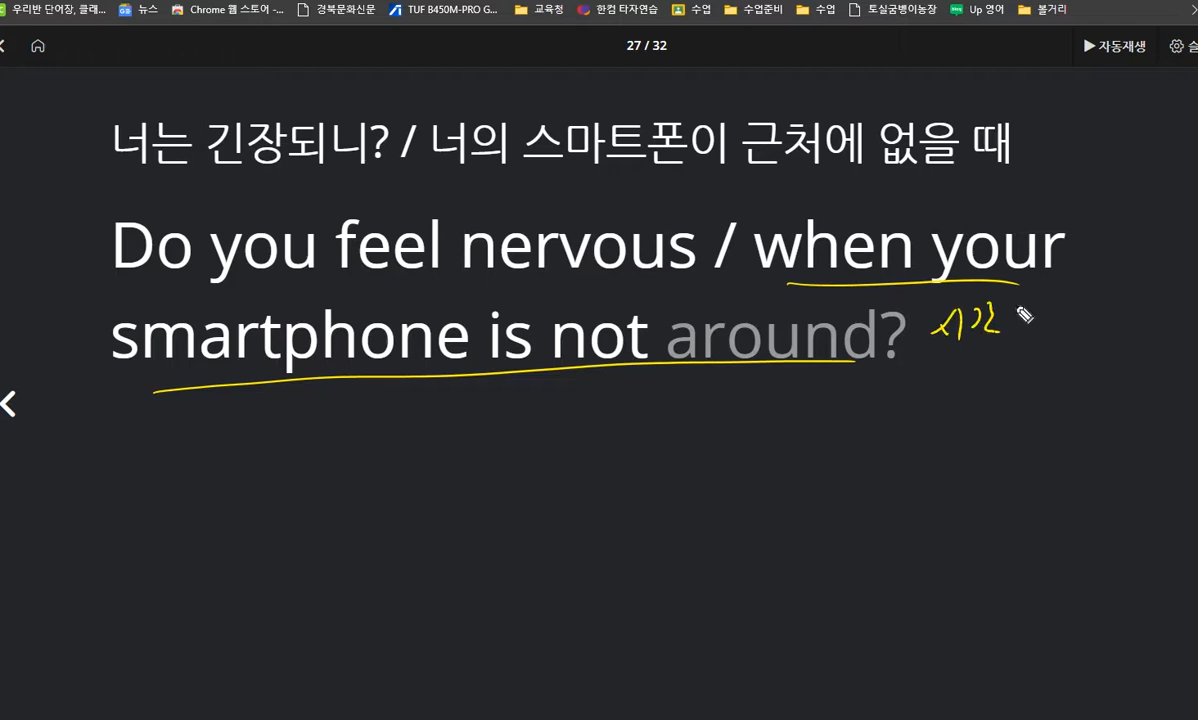 우리반 단어장, 클래... 뉴스 Chrome 웹 스토어 -... 경북문화신문 TUF B450M-PRO G... 교육청 한컴 타자연습 수업 수업준비 수업 토실굼벵이농장 Up 영어 볼거리
27 / 32
▶자동재생
너는 긴장되니? / 너의 스마트폰이 근처에 없을 때
Do you feel nervous / when your
smartphone is not around? 시간